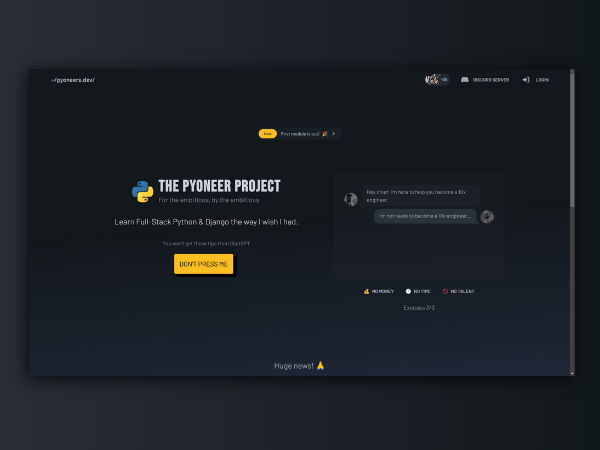 ~/pyoneers.dev/
DISCORD SERVER
LOGIN
New
First module is out! 🎉
THE PYONEER PROJECT
For the ambitious, by the ambitious
Learn Full-Stack Python & Django the way I wish I had.
You won't get these tips from ChatGPT
DON'T PRESS ME
Hey chief. I'm here to help you become a 10x
engineer.
I'm not ready to become a 10x engineer...
💰 NO MONEY
🕐 NO TIME
🚫 NO TALENT
Excuses 3/3
Huge news! 🙏